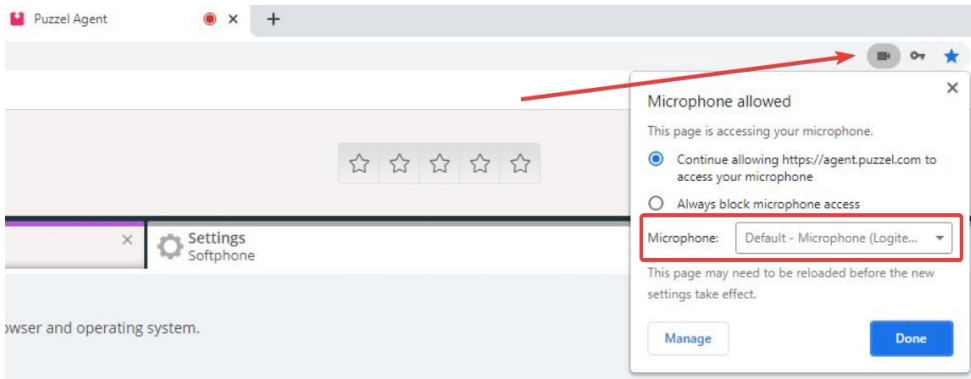 Puzzel Agent
Microphone allowed
This page is accessing your microphone.
Continue allowing https://agent.puzzel.com to
access your microphone
Always block microphone access
Microphone:
Default - Microphone (Logite...
This page may need to be reloaded before the new
settings take effect.
Manage
Done
Settings
Softphone
owser and operating system.